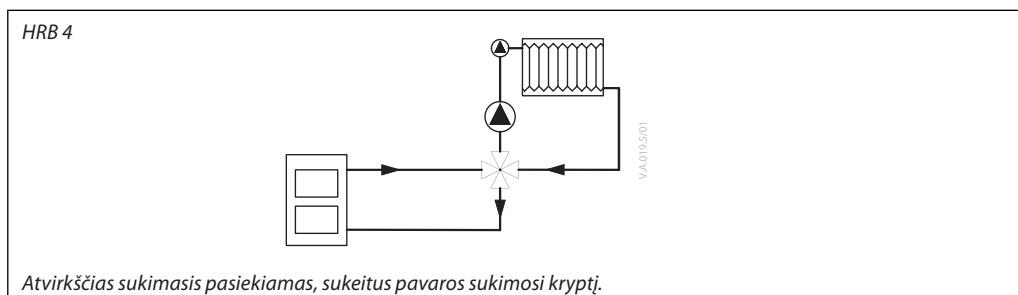 HRB 4
V.A.019.5/01
Atvirkščias sukimasis pasiekiamas, sukeitus pavaros sukimosi kryptį.